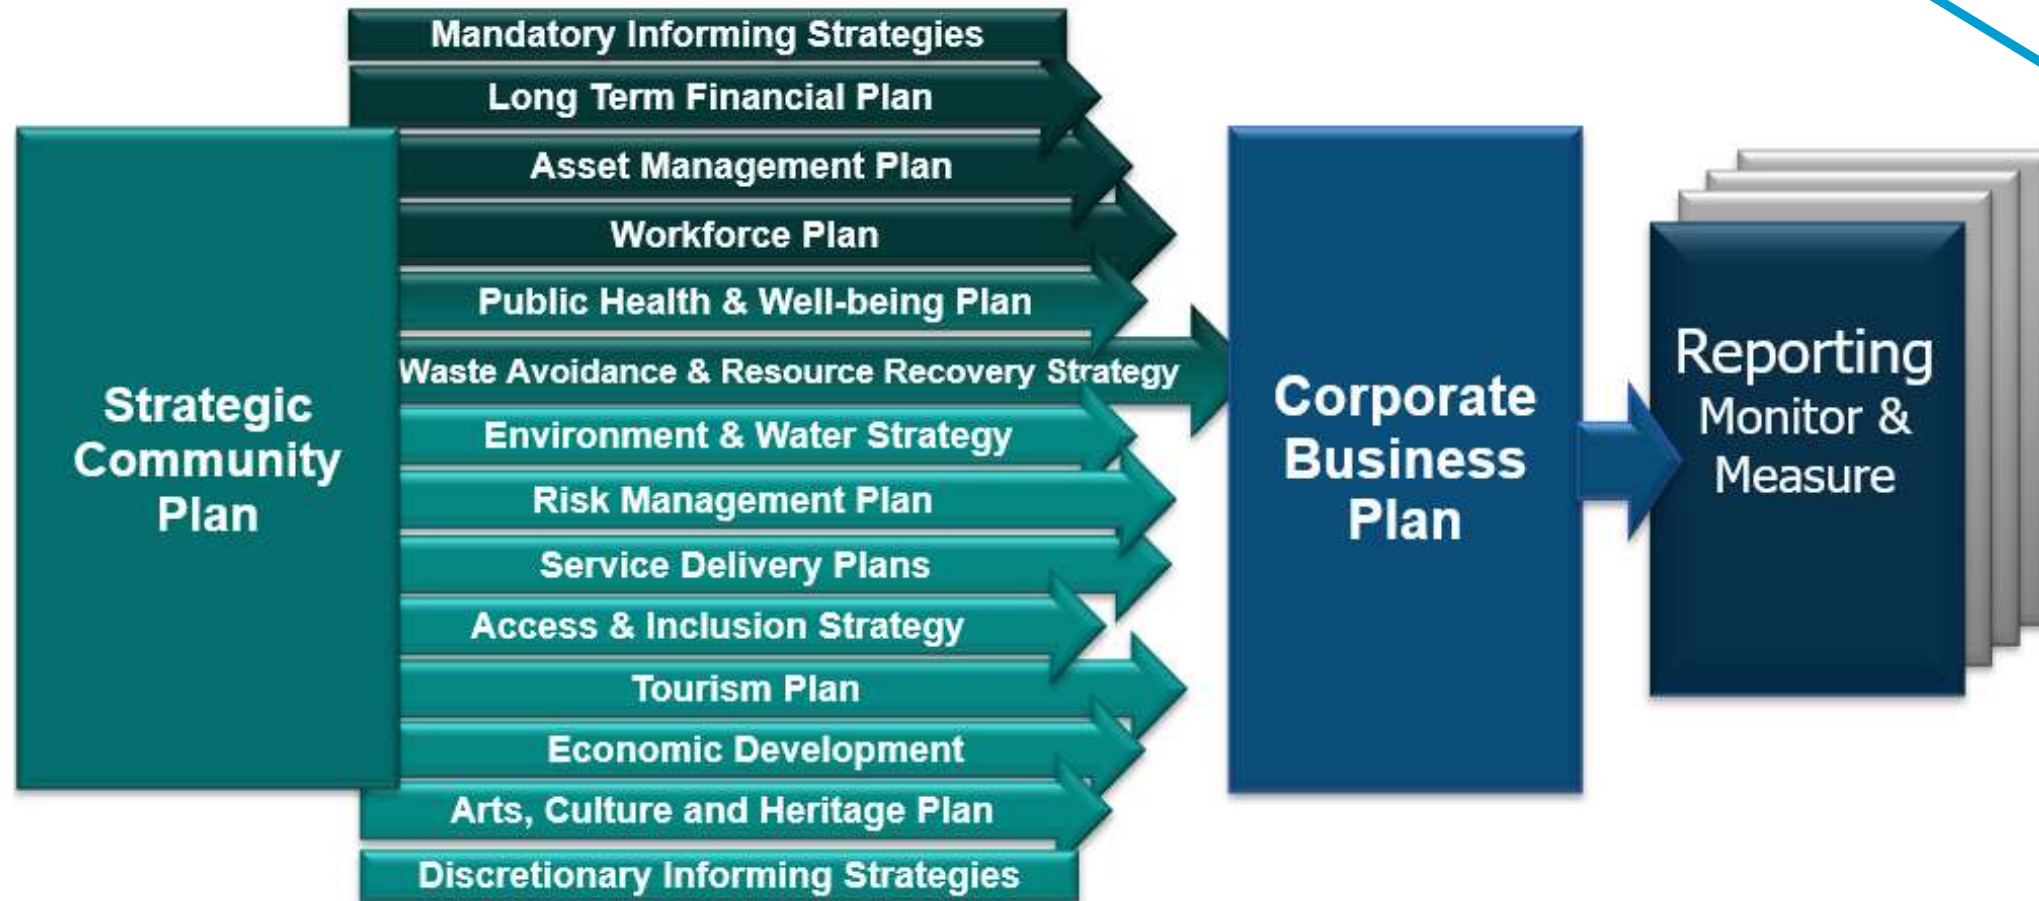 Mandatory Informing Strategies
Long Term Financial Plan
Asset Management Plan
Workforce Plan
Public Health & Well-being Plan
Waste Avoidance & Resource Recovery Strategy
Environment & Water Strategy
Risk Management Plan
Service Delivery Plans
Access & Inclusion Strategy
Tourism Plan
Economic Development
Arts, Culture and Heritage Plan
Discretionary Informing Strategies
Strategic
Community
Plan
Corporate
Business
Plan
Reporting
Monitor &
Measure